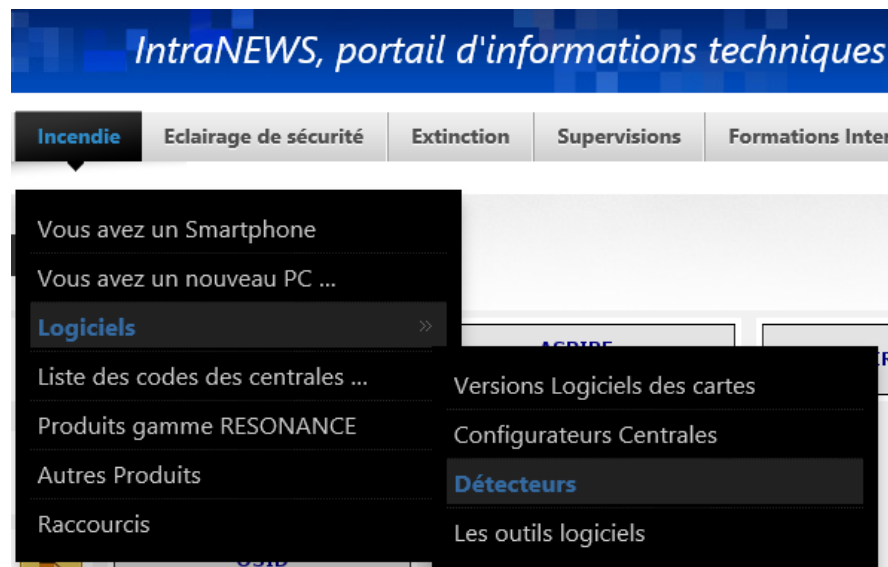 IntraNEWS, portail d'informations techniques
Incendie
Eclairage de sécurité
Extinction
Supervisions
Formations
Vous avez un Smartphone
Vous avez un nouveau PC ...
Logiciels »
Liste des codes des centrales ...
Produits gamme RESONANCE
Autres Produits
Raccourcis
Versions Logiciels des cartes
Configurateurs Centrales
Détecteurs
Les outils logiciels